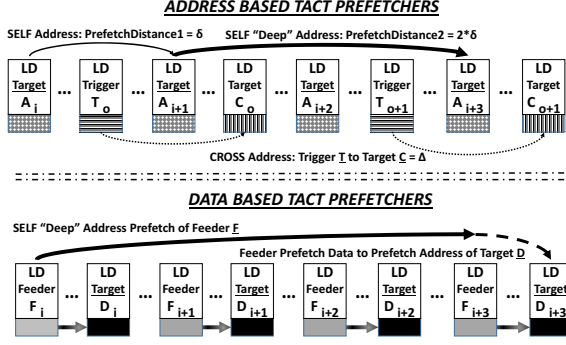 ADDRESS BASED TACT PREFETCHERS
SELF Address: PrefetchDistance1 = δ
SELF “Deep” Address: PrefetchDistance2 = 2*δ
LD Target A i
...
LD Trigger T o
...
LD Target A i+1
...
LD Target C o
...
LD Target A i+2
...
LD Trigger T o+1
...
LD Target A i+3
...
LD Target C o+1
CROSS Address: Trigger T to Target C = Δ
DATA BASED TACT PREFETCHERS
SELF “Deep” Address Prefetch of Feeder F
Feeder Prefetch Data to Prefetch Address of Target D
LD Feeder F i
...
LD Target D i
...
LD Feeder F i+1
...
LD Target D i+1
...
LD Feeder F i+2
...
LD Target D i+2
...
LD Feeder F i+3
...
LD Target D i+3